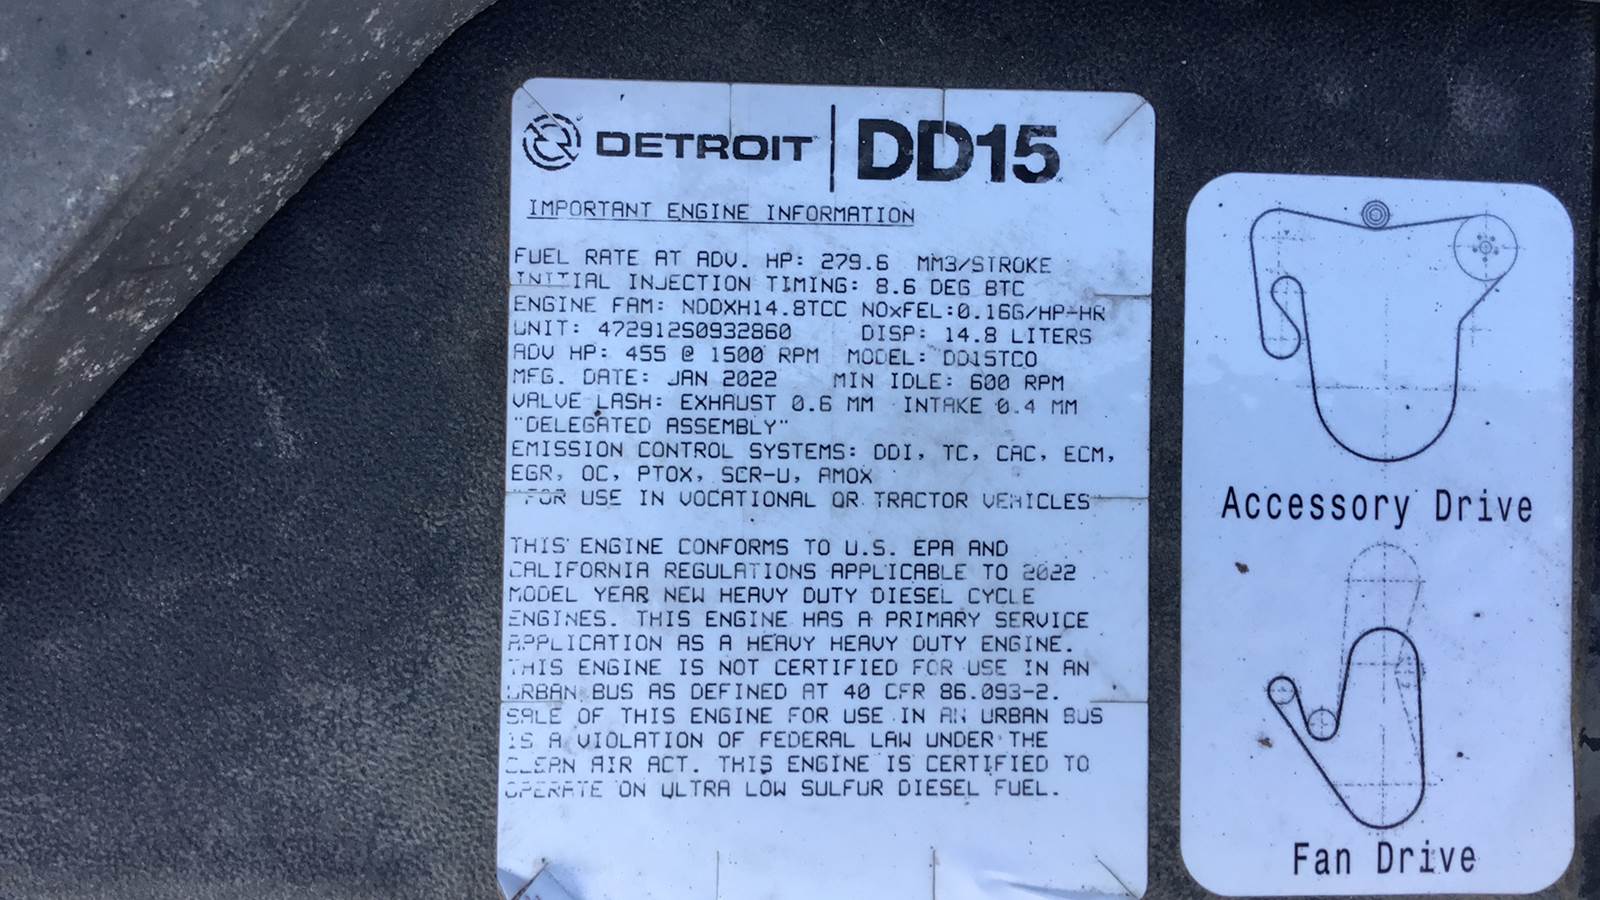 DETROIT DD15
IMPORTANT ENGINE INFORMATION
FUEL RATE AT ADV. HP: 279.6 MM3/STROKE
INITIAL INJECTION TIMING: 8.6 DEG BTC
ENGINE FAM: NDDXH14.8TCC NOxFEL:0.16G/HP-HR
UNIT: 472912S0932860 DISP: 14.8 LITERS
ADV HP: 455 @ 1500 RPM MODEL: DD15TCO
MFG. DATE: JAN 2022 MIN IDLE: 600 RPM
VALVE LASH: EXHAUST 0.6 MM INTAKE 0.4 MM
"DELEGATED ASSEMBLY"
EMISSION CONTROL SYSTEMS: DDI, TC, CAC, ECM,
EGR, OC, PTOX, SCR-U, AMOX
"FOR USE IN VOCATIONAL OR TRACTOR VEHICLES"
THIS ENGINE CONFORMS TO U.S. EPA AND
CALIFORNIA REGULATIONS APPLICABLE TO 2022
MODEL YEAR NEW HEAVY DUTY DIESEL CYCLE
ENGINES. THIS ENGINE HAS A PRIMARY SERVICE
APPLICATION AS A HEAVY HEAVY DUTY ENGINE.
THIS ENGINE IS NOT CERTIFIED FOR USE IN AN
URBAN BUS AS DEFINED AT 40 CFR 86.093-2.
SALE OF THIS ENGINE FOR USE IN AN URBAN BUS
IS A VIOLATION OF FEDERAL LAW UNDER THE
CLEAN AIR ACT. THIS ENGINE IS CERTIFIED TO
OPERATE ON ULTRA LOW SULFUR DIESEL FUEL.
Accessory Drive
Fan Drive